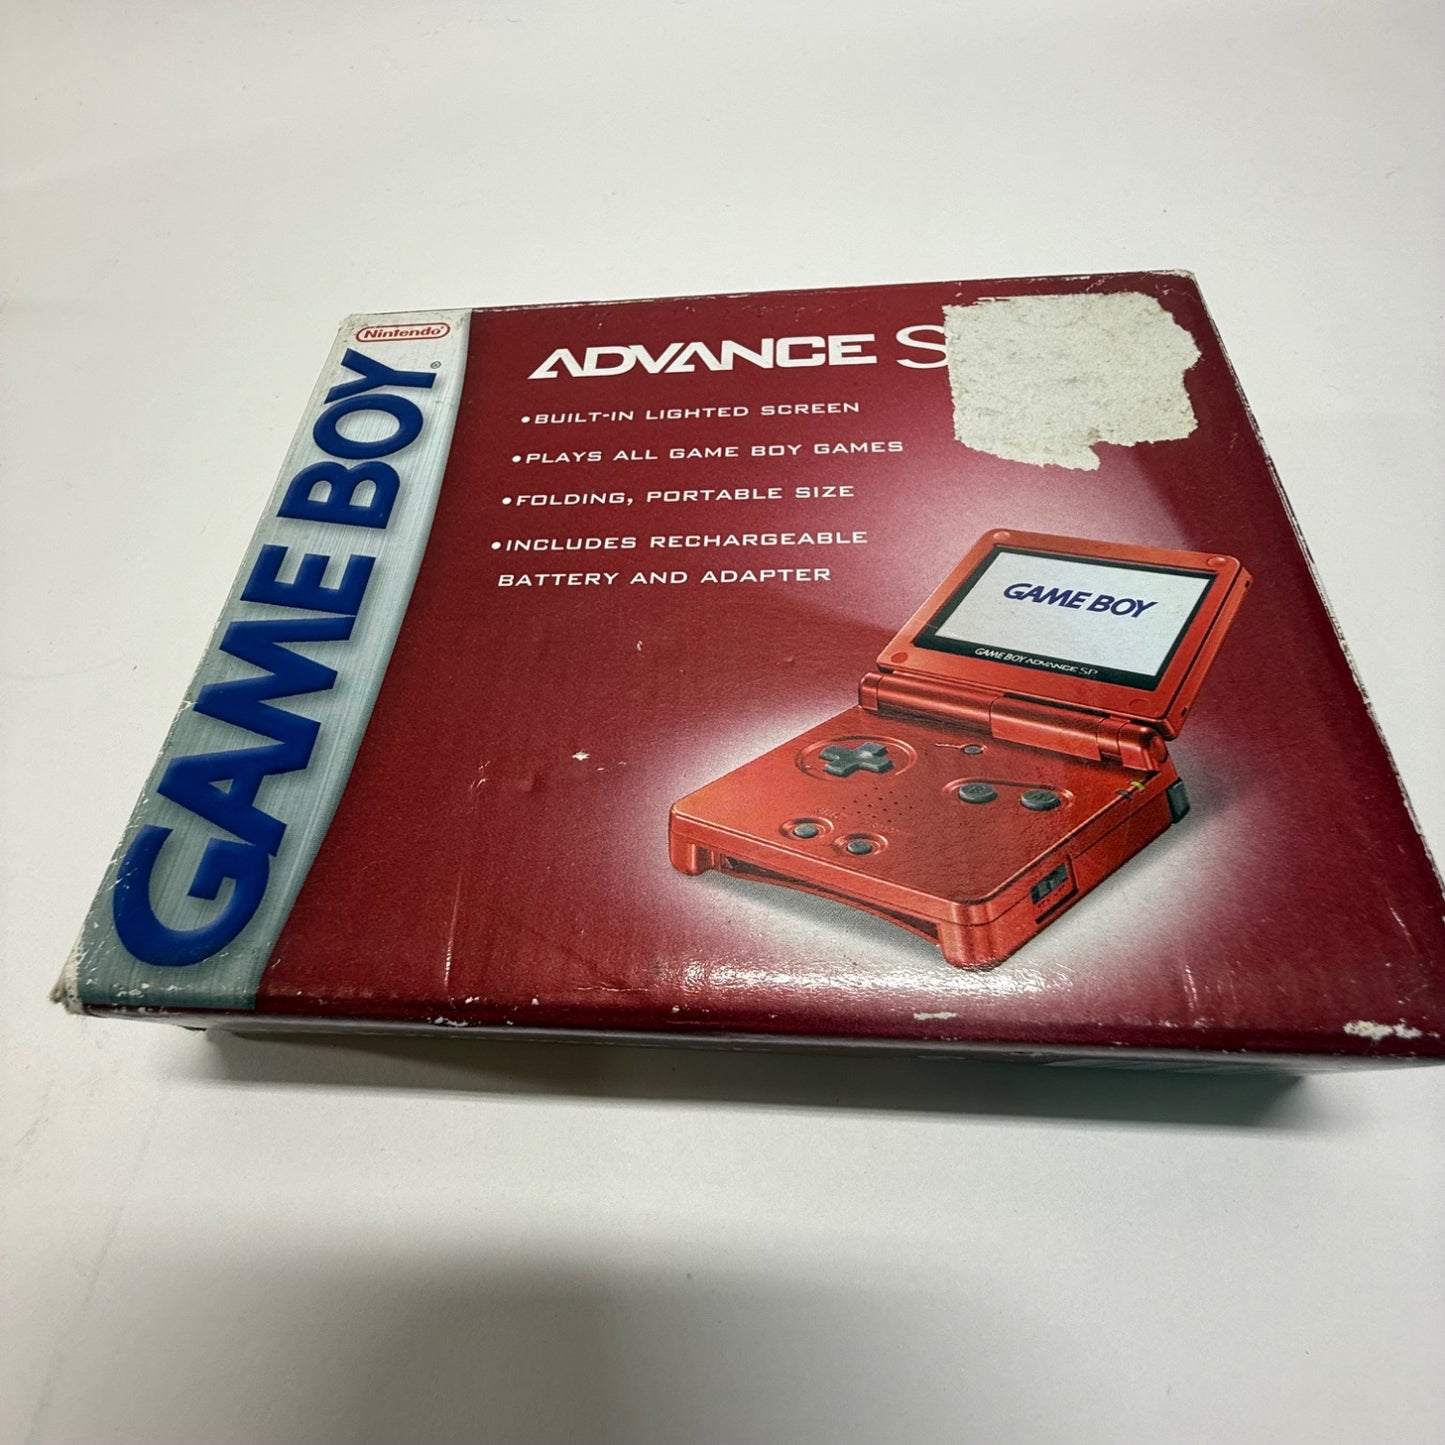 Nintendo®
GAME BOY®
ADVANCE S
•BUILT-IN LIGHTED SCREEN
•PLAYS ALL GAME BOY GAMES
•FOLDING, PORTABLE SIZE
•INCLUDES RECHARGEABLE
BATTERY AND ADAPTER
GAME BOY
GAME BOY ADVANCE SP